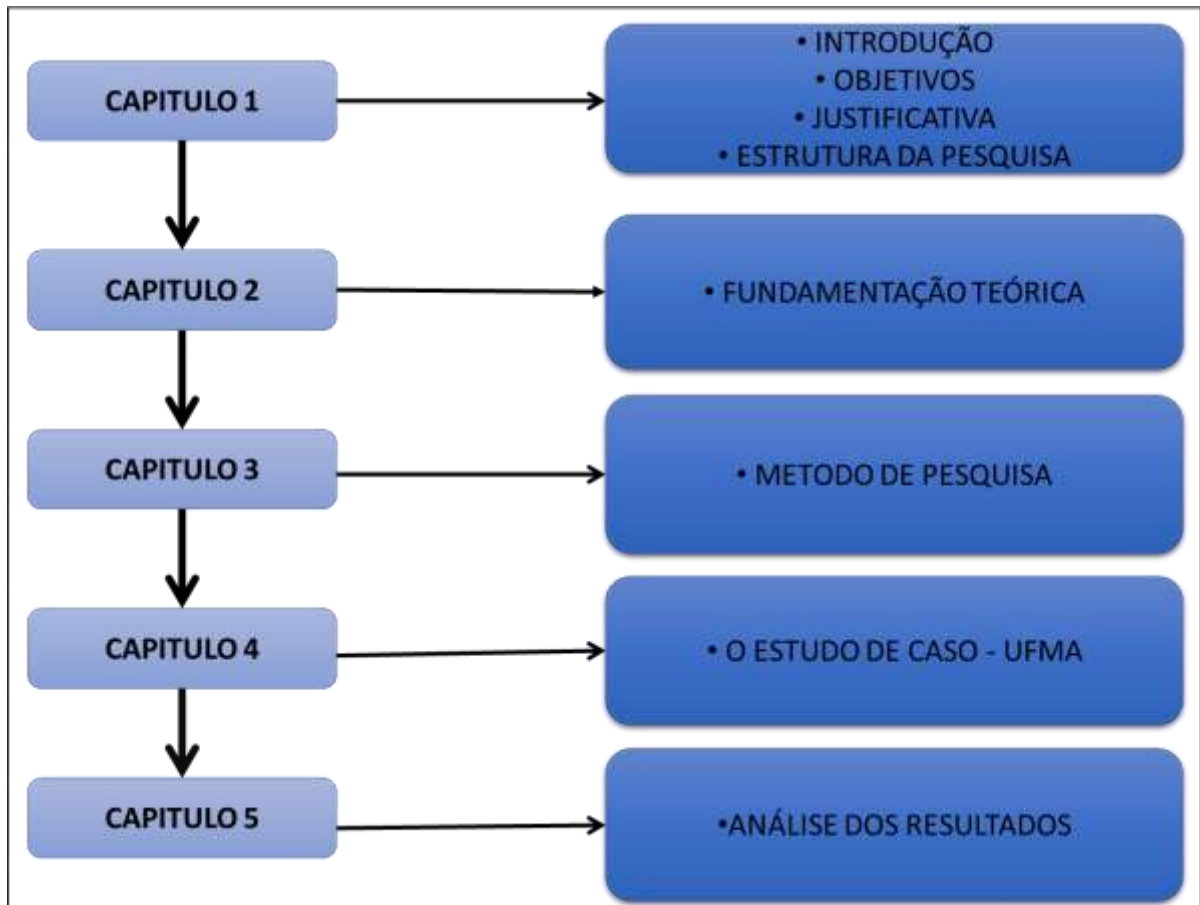 CAPITULO 1
• INTRODUÇÃO
• OBJETIVOS
• JUSTIFICATIVA
• ESTRUTURA DA PESQUISA
CAPITULO 2
• FUNDAMENTAÇÃO TEÓRICA
CAPITULO 3
• METODO DE PESQUISA
CAPITULO 4
• O ESTUDO DE CASO - UFMA
CAPITULO 5
•ANÁLISE DOS RESULTADOS